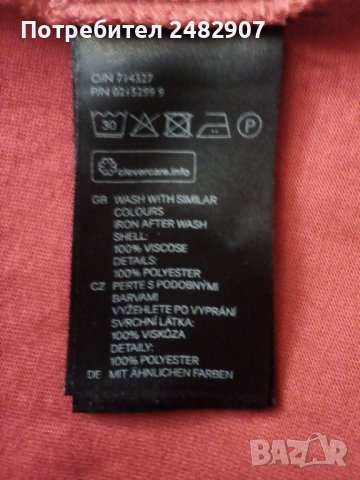 Потребител 2482907
O/N 714327
P/N 0215299 9
30 P
clevercare.info
GB WASH WITH SIMILAR
COLOURS
IRON AFTER WASH
SHELL:
100% VISCOSE
DETAILS:
100% POLYESTER
CZ PERTE S PODOBNÝMI
BARVAMI
VYŽEHLETE PO VYPRÁNÍ
SVRCHNÍ LÁTKA:
100% VISKÓZA
DETAILY:
100% POLYESTER
DE MIT ÄHNLICHEN FARBEN
BAZAR